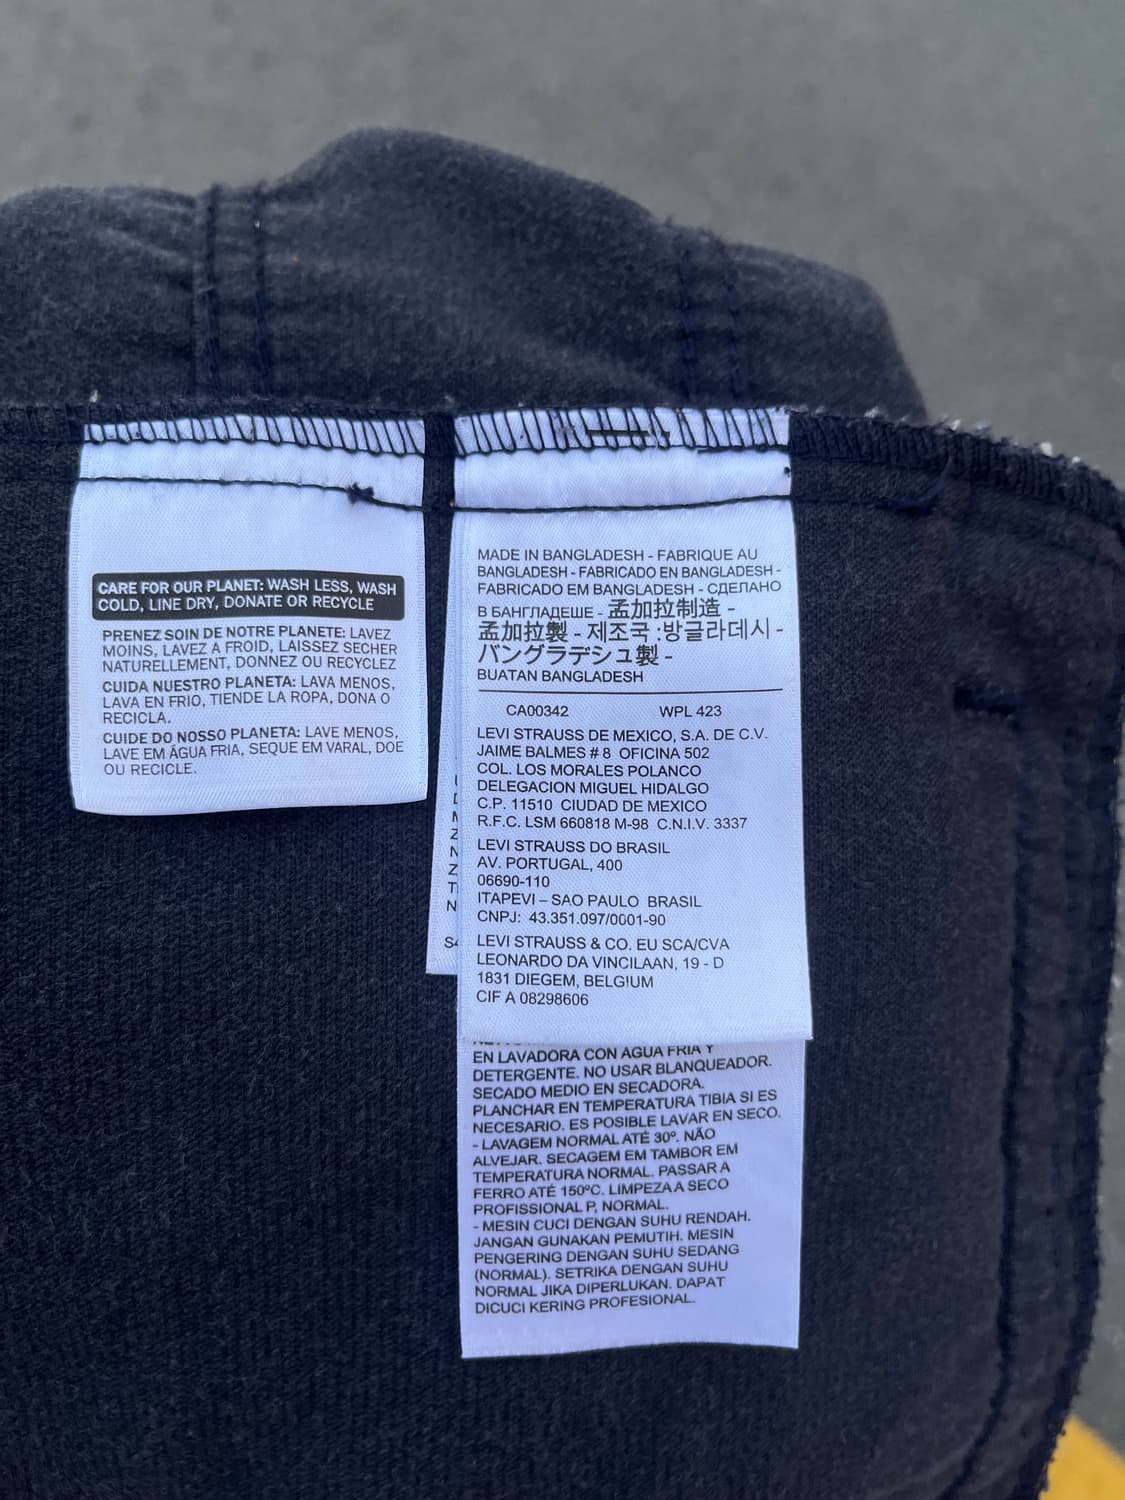 CARE FOR OUR PLANET: WASH LESS, WASH
COLD, LINE DRY, DONATE OR RECYCLE
PRENEZ SOIN DE NOTRE PLANETE: LAVEZ
MOINS, LAVEZ A FROID, LAISSEZ SECHER
NATURELLEMENT, DONNEZ OU RECYCLEZ
CUIDA NUESTRO PLANETA: LAVA MENOS,
LAVA EN FRIO, TIENDE LA ROPA, DONA O
RECICLA.
CUIDE DO NOSSO PLANETA: LAVE MENOS,
LAVE EM ÁGUA FRIA, SEQUE EM VARAL, DOE
OU RECICLE.
MADE IN BANGLADESH - FABRIQUE AU
BANGLADESH - FABRICADO EN BANGLADESH -
FABRICADO EM BANGLADESH - СДЕЛАНО
В БАНГЛАДЕШЕ - 孟加拉制造 -
孟加拉製 - 제조국 :방글라데시 -
バングラデシュ製 -
BUATAN BANGLADESH
CA00342 WPL 423
LEVI STRAUSS DE MEXICO, S.A. DE C.V.
JAIME BALMES # 8 OFICINA 502
COL. LOS MORALES POLANCO
DELEGACION MIGUEL HIDALGO
C.P. 11510 CIUDAD DE MEXICO
R.F.C. LSM 660818 M-98 C.N.I.V. 3337
LEVI STRAUSS DO BRASIL
AV. PORTUGAL, 400
06690-110
ITAPEVI – SAO PAULO BRASIL
CNPJ: 43.351.097/0001-90
LEVI STRAUSS & CO. EU SCA/CVA
LEONARDO DA VINCILAAN, 19 - D
1831 DIEGEM, BELGIUM
CIF A 08298606
EN LAVADORA CON AGUA FRIA Y
DETERGENTE. NO USAR BLANQUEADOR.
SECADO MEDIO EN SECADORA.
PLANCHAR EN TEMPERATURA TIBIA SI ES
NECESARIO. ES POSIBLE LAVAR EN SECO.
- LAVAGEM NORMAL ATÉ 30º. NÃO
ALVEJAR. SECAGEM EM TAMBOR EM
TEMPERATURA NORMAL. PASSAR A
FERRO ATÉ 150ºC. LIMPEZA A SECO
PROFISSIONAL P, NORMAL.
- MESIN CUCI DENGAN SUHU RENDAH.
JANGAN GUNAKAN PEMUTIH. MESIN
PENGERING DENGAN SUHU SEDANG
(NORMAL). SETRIKA DENGAN SUHU
NORMAL JIKA DIPERLUKAN. DAPAT
DICUCI KERING PROFESIONAL.